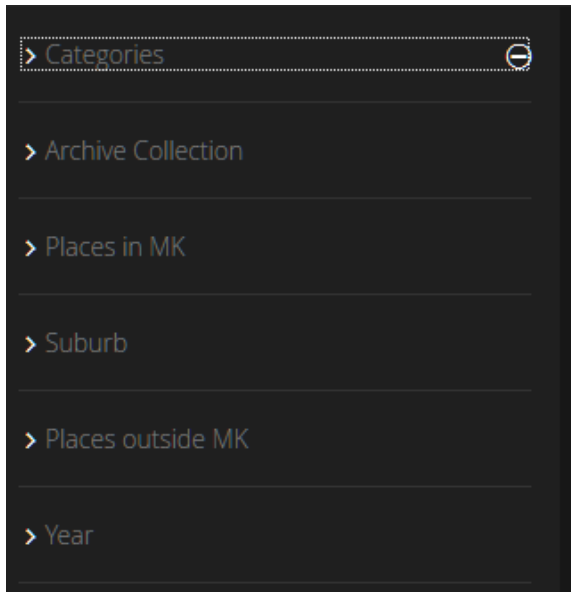 Categories
Archive Collection
Places in MK
Suburb
Places outside MK
Year